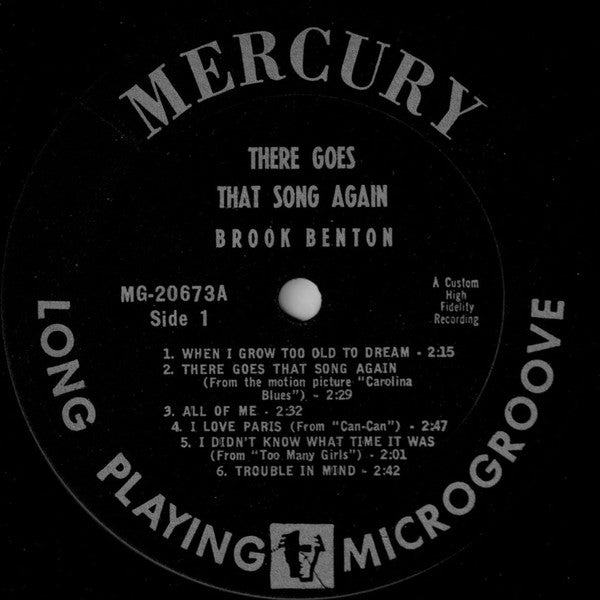 MERCURY
THERE GOES
THAT SONG AGAIN
BROOK BENTON
MG-20673A
Side 1
A Custom
High
Fidelity
Recording
1. WHEN I GROW TOO OLD TO DREAM - 2:15
2. THERE GOES THAT SONG AGAIN
(From the motion picture "Carolina
Blues") - 2:29
3. ALL OF ME - 2:32
4. I LOVE PARIS (From "Can-Can") - 2:47
5. I DIDN'T KNOW WHAT TIME IT WAS
(From "Too Many Girls") - 2:01
6. TROUBLE IN MIND - 2:42
LONG PLAYING MICROGROOVE